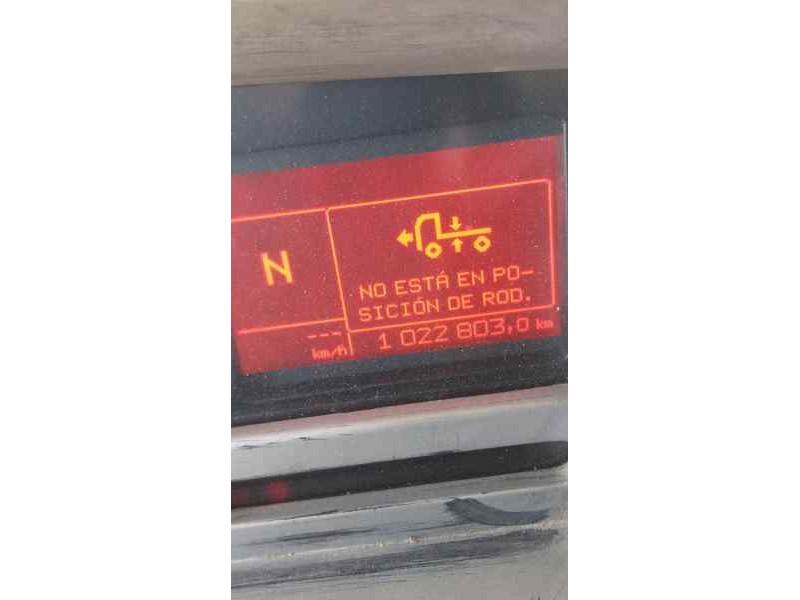 N
NO ESTÁ EN PO-
SICIÓN DE ROD.
--- km/h
1 022 803,0 km